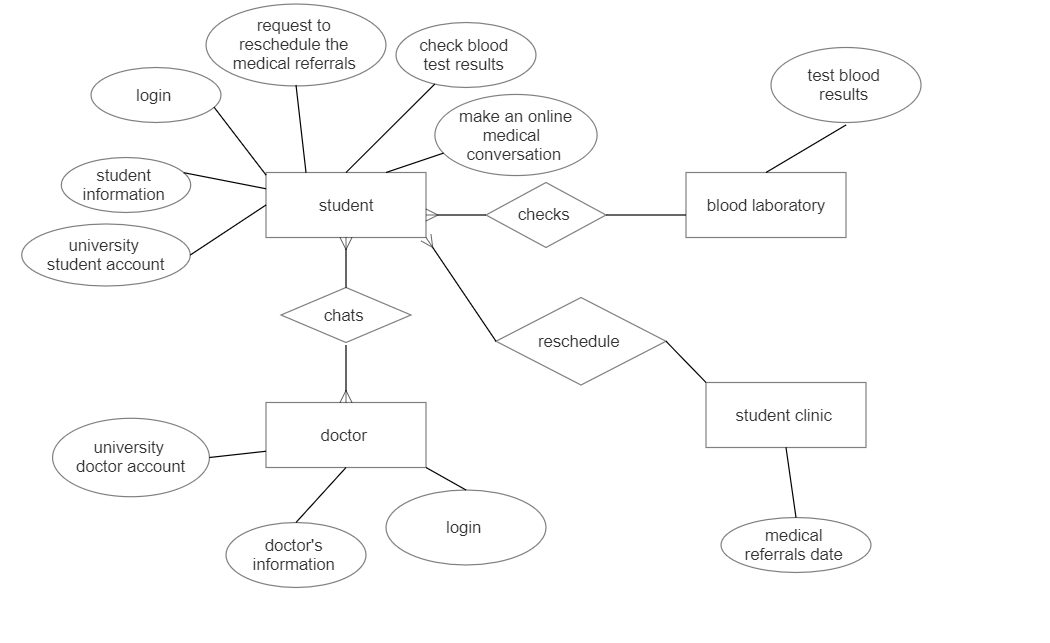 request to
reschedule the
medical referrals
check blood
test results
login
make an online
medical
conversation
test blood
results
student
information
student
checks
blood laboratory
university
student account
chats
reschedule
student clinic
doctor
university
doctor account
login
doctor's
information
medical
referrals date